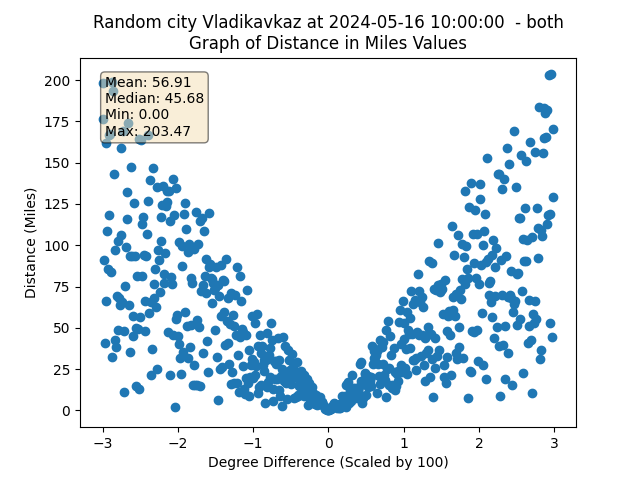 Random city Vladikavkaz at 2024-05-16 10:00:00  - both
Graph of Distance in Miles Values
Mean: 56.91
Median: 45.68
Min: 0.00
Max: 203.47
Distance (Miles)
200
175
150
125
100
75
50
25
0
−3
−2
−1
0
1
2
3
Degree Difference (Scaled by 100)